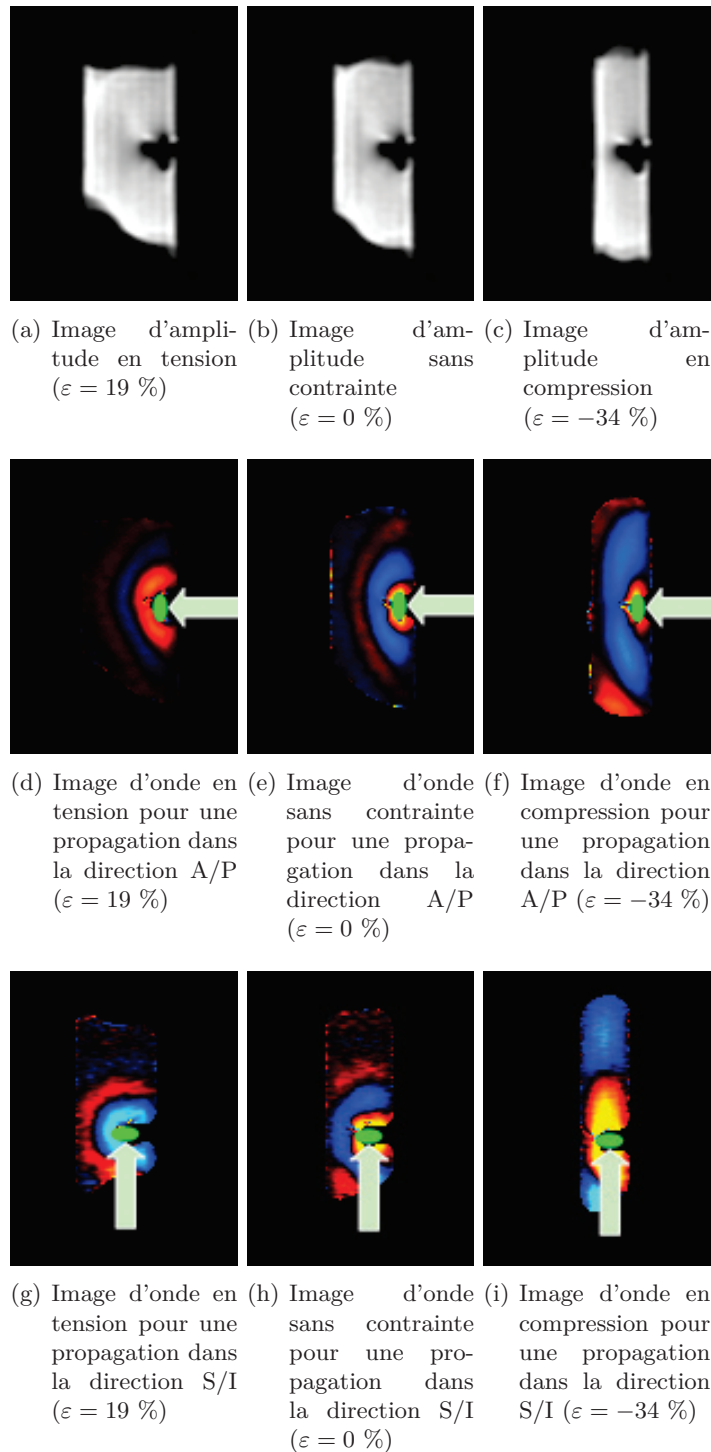 (a) Image d'ampli-
tude en tension
(ε = 19 %)
(b) Image d'am-
plitude sans
contrainte
(ε = 0 %)
(c) Image d'am-
plitude en
compression
(ε = −34 %)
(d) Image d'onde en
tension pour une
propagation dans
la direction A/P
(ε = 19 %)
(e) Image d'onde
sans contrainte
pour une propa-
gation dans la
direction A/P
(ε = 0 %)
(f) Image d'onde en
compression pour
une propagation
dans la direction
A/P (ε = −34 %)
(g) Image d'onde en
tension pour une
propagation dans
la direction S/I
(ε = 19 %)
(h) Image d'onde
sans contrainte
pour une pro-
pagation dans
la direction S/I
(ε = 0 %)
(i) Image d'onde en
compression pour
une propagation
dans la direction
S/I (ε = −34 %)